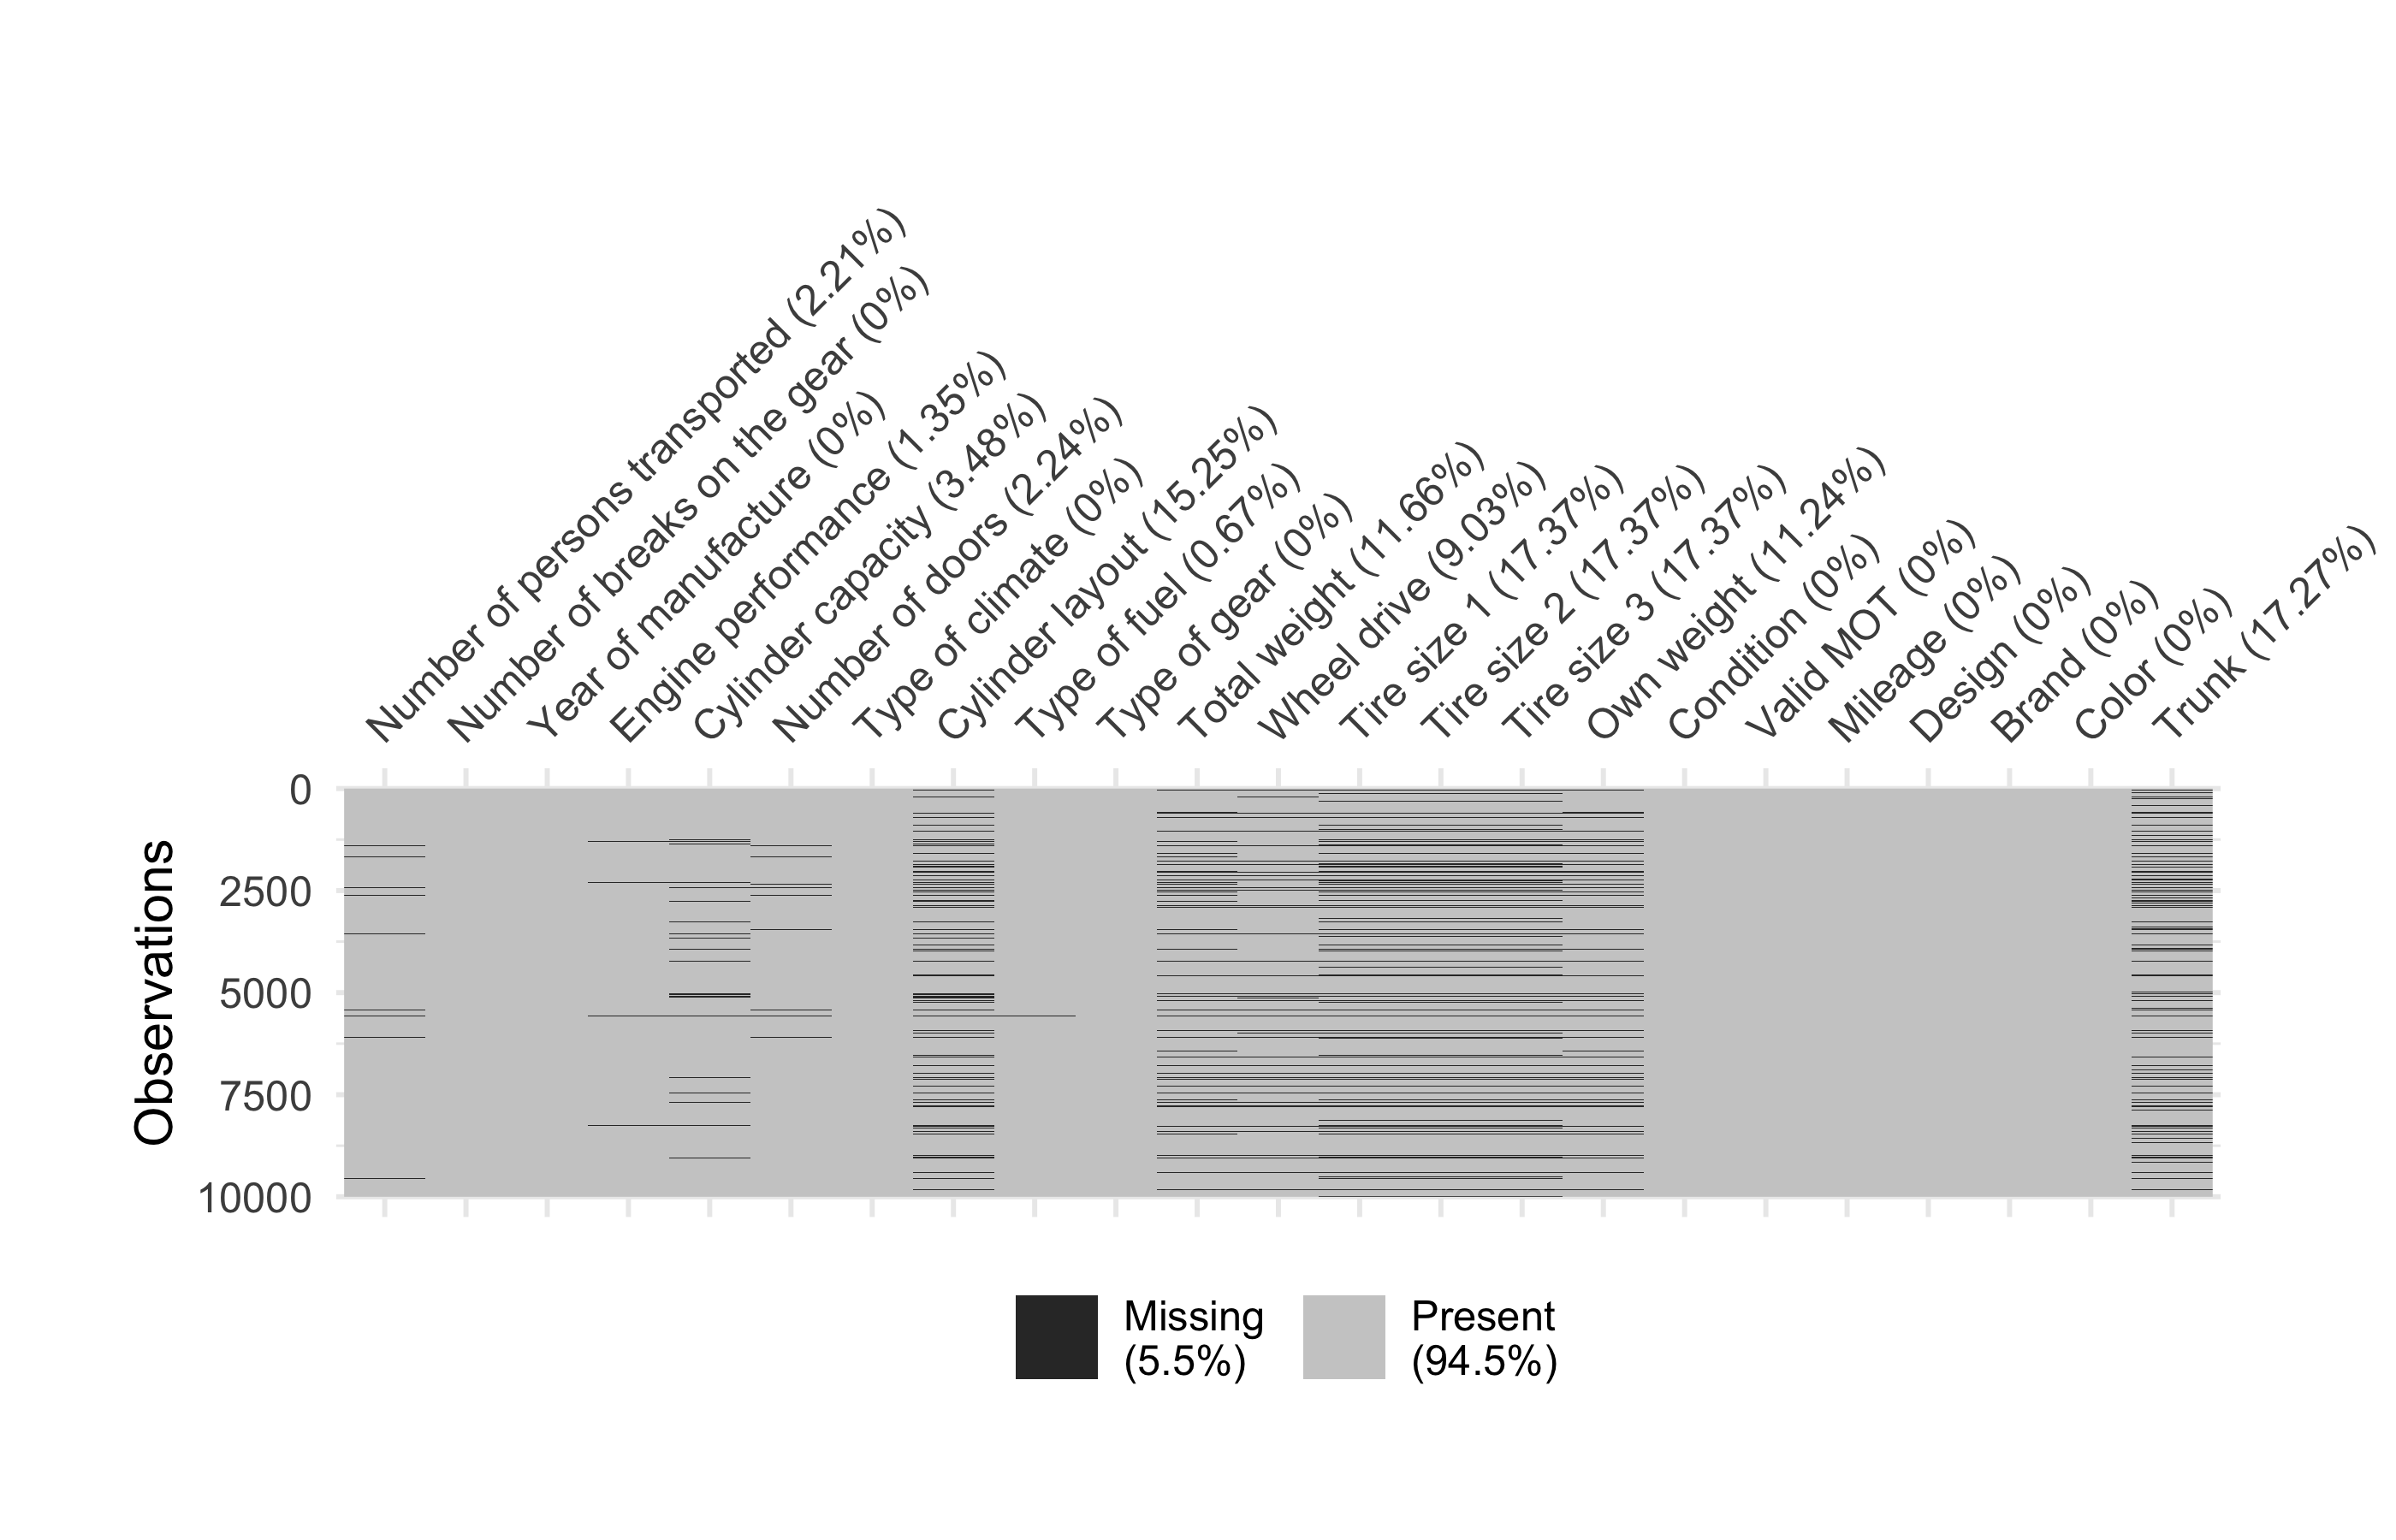 Number of persons transported (2.21%)
Number of breaks on the gear (0%)
Year of manufacture (0%)
Engine performance (1.35%)
Cylinder capacity (3.48%)
Number of doors (2.24%)
Type of climate (0%)
Cylinder layout (15.25%)
Type of fuel (0.67%)
Type of gear (0%)
Total weight (11.66%)
Wheel drive (9.03%)
Tire size 1 (17.37%)
Tire size 2 (17.37%)
Tire size 3 (17.37%)
Own weight (11.24%)
Condition (0%)
Valid MOT (0%)
Mileage (0%)
Design (0%)
Brand (0%)
Color (0%)
Trunk (17.27%)
Observations
0
2500
5000
7500
10000
Missing
(5.5%)
Present
(94.5%)